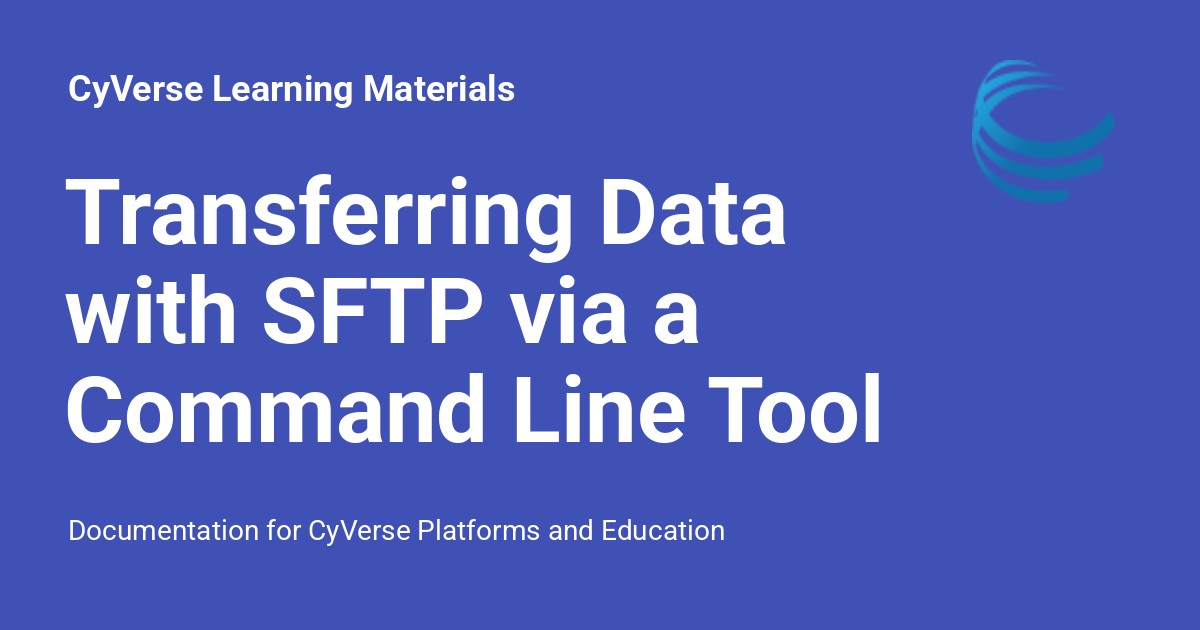 CyVerse Learning Materials
Transferring Data
with SFTP via a
Command Line Tool
Documentation for CyVerse Platforms and Education